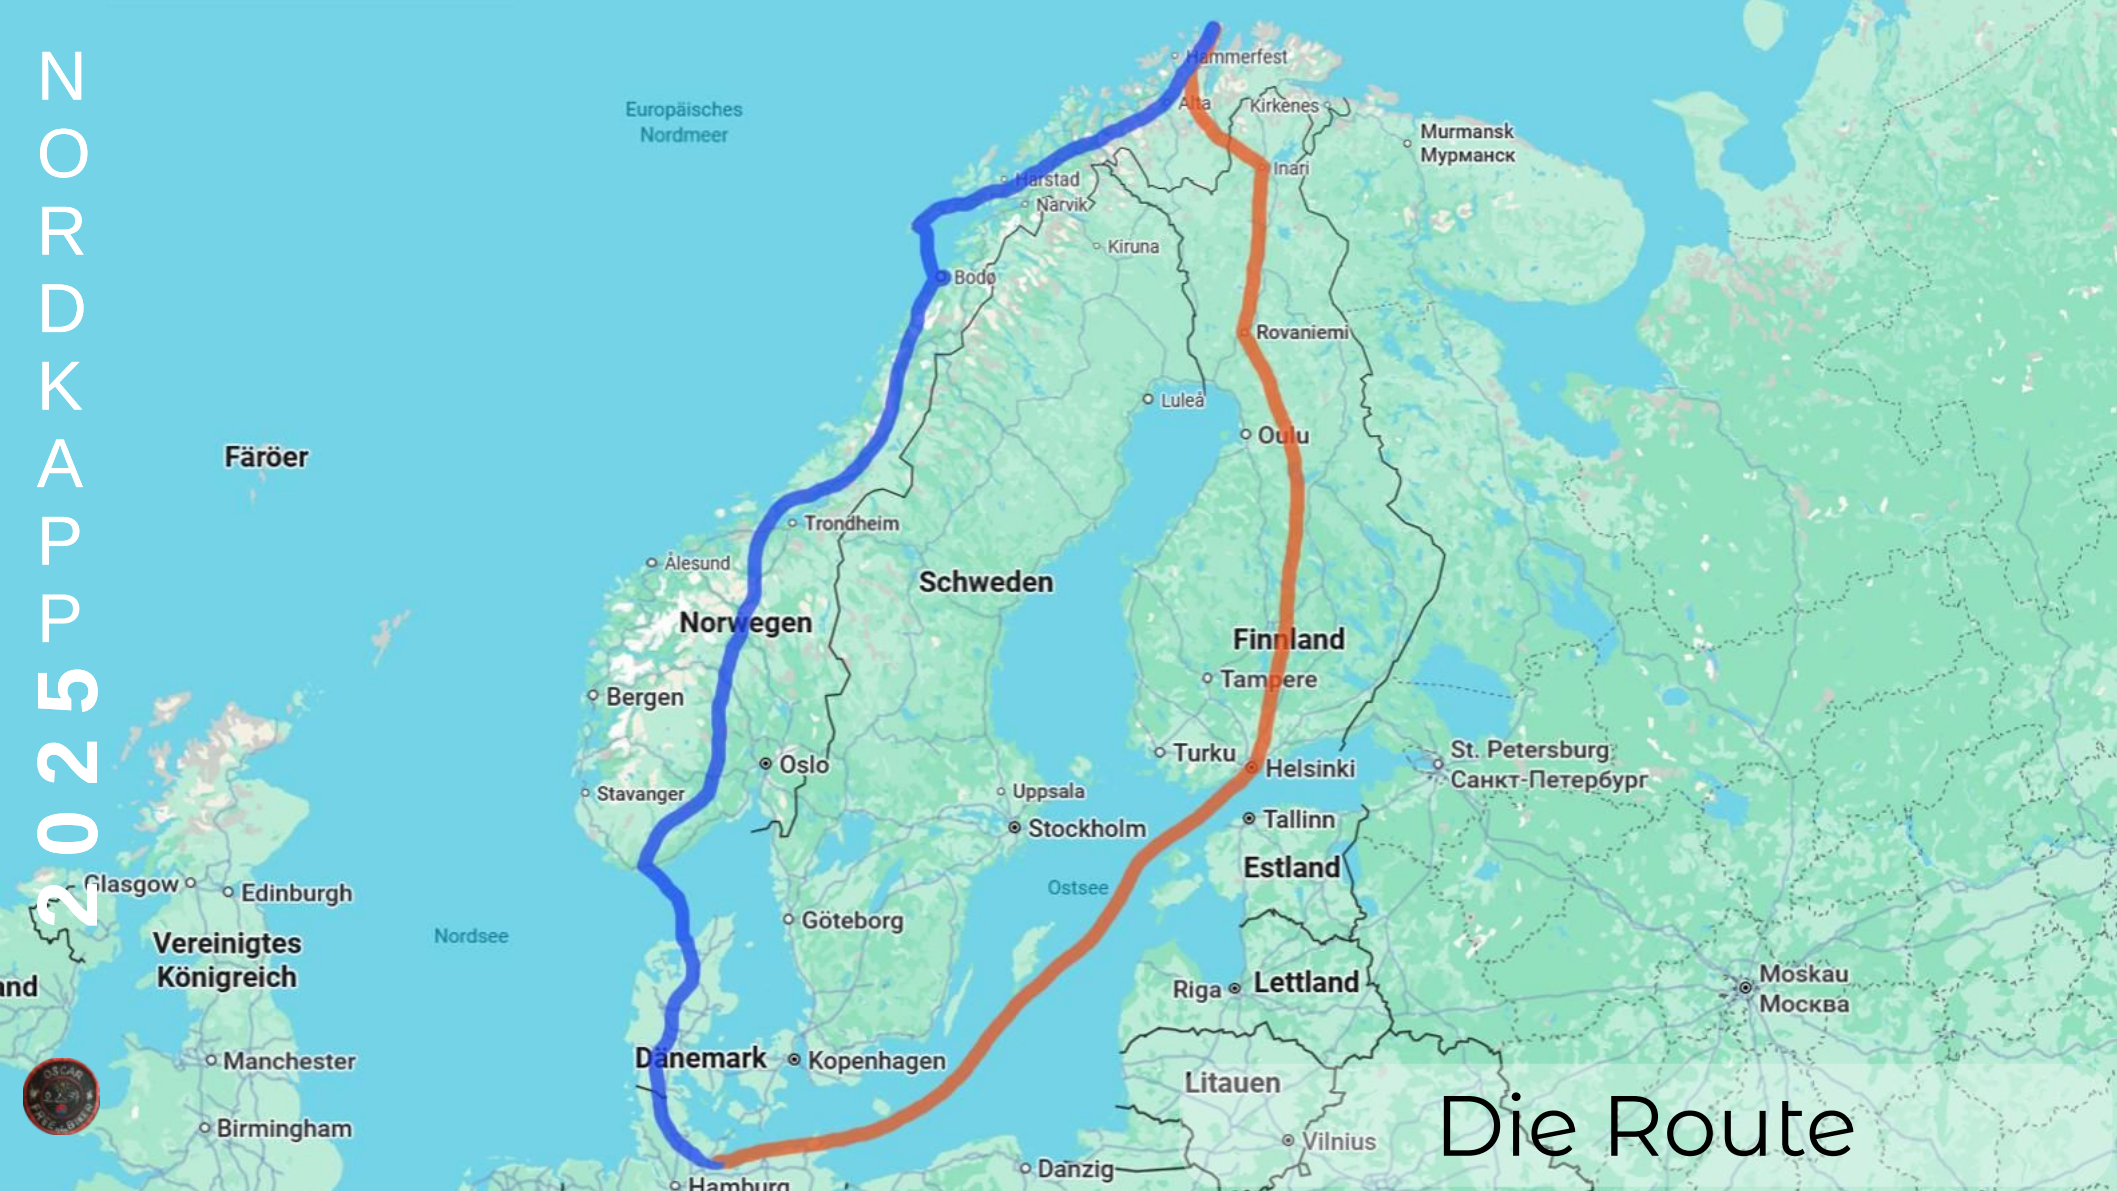 NORDKAPP 2025
Hammerfest
Alta
Kirkenes
Europäisches
Nordmeer
Murmansk
Мурманск
Inari
Harstad
Narvik
Kiruna
Bodø
Rovaniemi
Luleå
Oulu
Färöer
Trondheim
Ålesund
Schweden
Norwegen
Finnland
Tampere
Bergen
Turku
Helsinki
St. Petersburg
Санкт-Петербург
Oslo
Stavanger
Uppsala
Stockholm
Tallinn
Estland
Ostsee
Glasgow
Edinburgh
Göteborg
Nordsee
Vereinigtes
Königreich
and
Riga
Lettland
Moskau
Москва
Dänemark
Kopenhagen
Manchester
Litauen
OSCAR
Die Route
Birmingham
Vilnius
Danzig
Hamburg